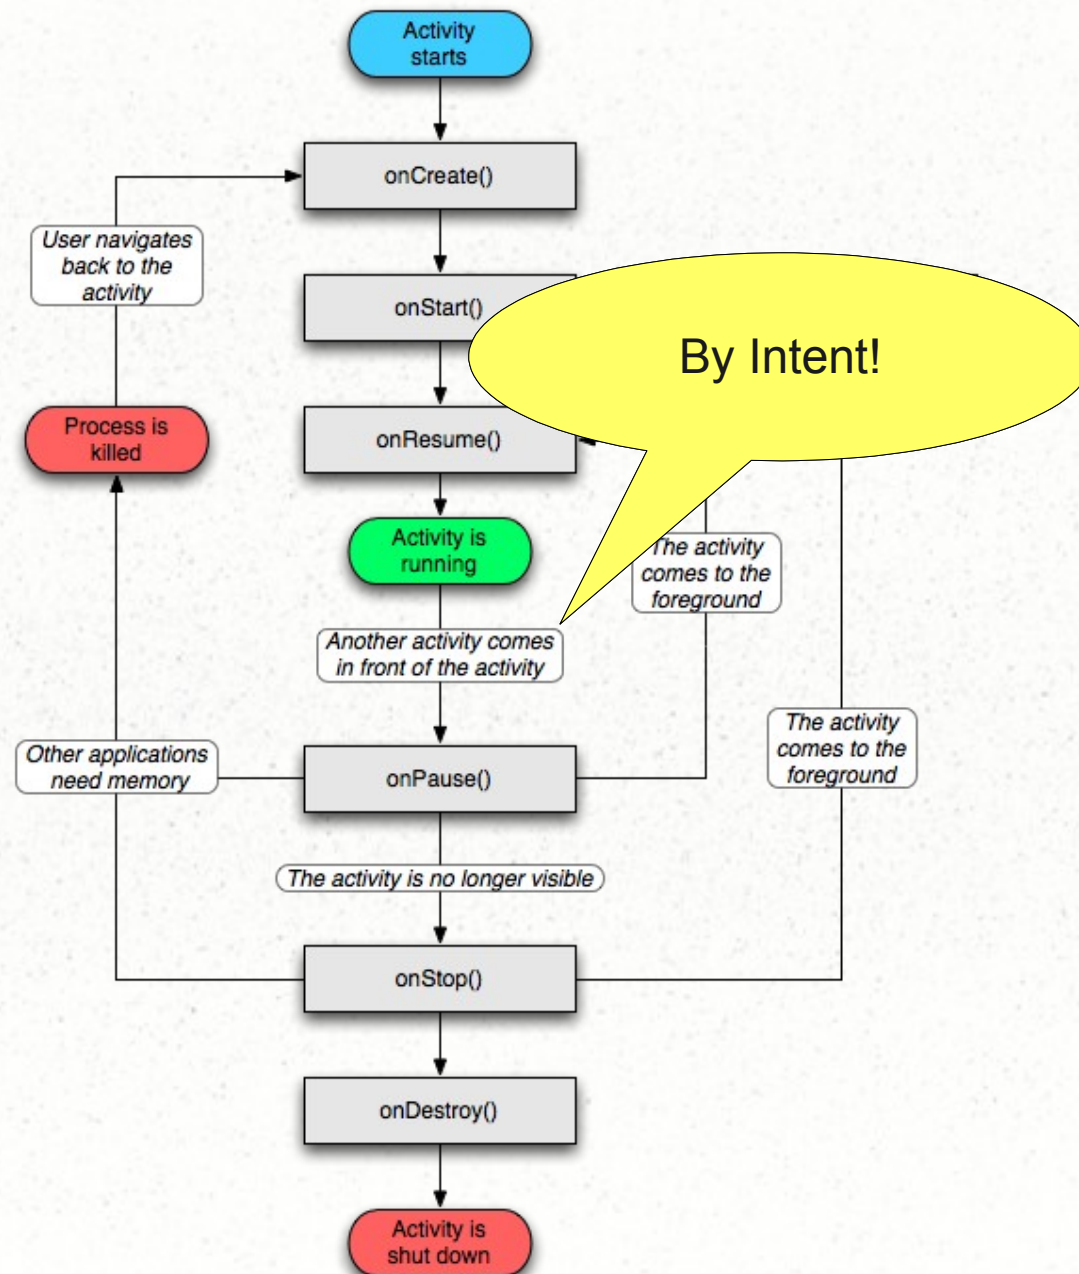 Activity
starts
onCreate()
User navigates
back to the
activity
onStart()
By Intent!
Process is
killed
onResume()
Activity is
running
The activity
comes to the
foreground
Another activity comes
in front of the activity
The activity
comes to the
foreground
Other applications
need memory
onPause()
The activity is no longer visible
onStop()
onDestroy()
Activity is
shut down